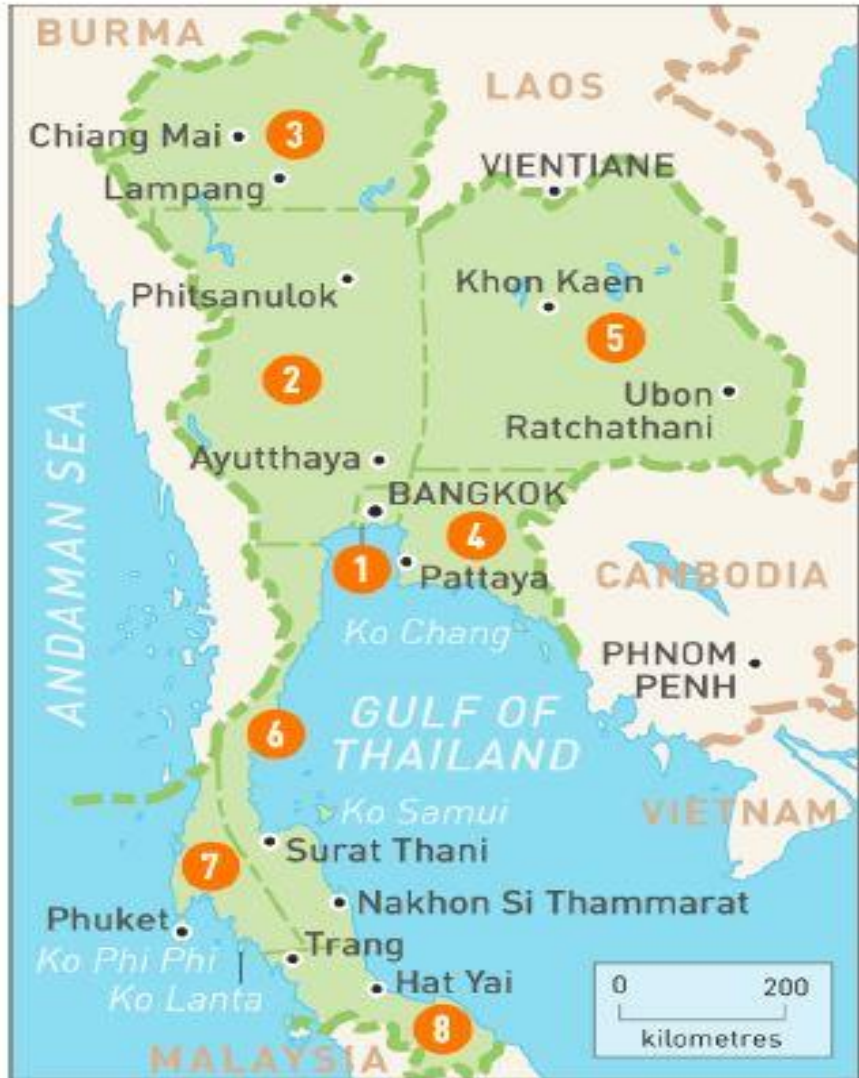 BURMA
LAOS
Chiang Mai
3
Lampang
VIENTIANE
Phitsanulok
Khon Kaen
5
2
Ubon
Ratchathani
Ayutthaya
BANGKOK
4
1
Pattaya
CAMBODIA
Ko Chang
PHNOM
PENH
ANDAMAN SEA
6
GULF OF
THAILAND
Ko Samui
VIETNAM
7
Surat Thani
Nakhon Si Thammarat
Phuket
Trang
Ko Phi Phi
Ko Lanta
Hat Yai
8
MALAYSIA
0 200
kilometres